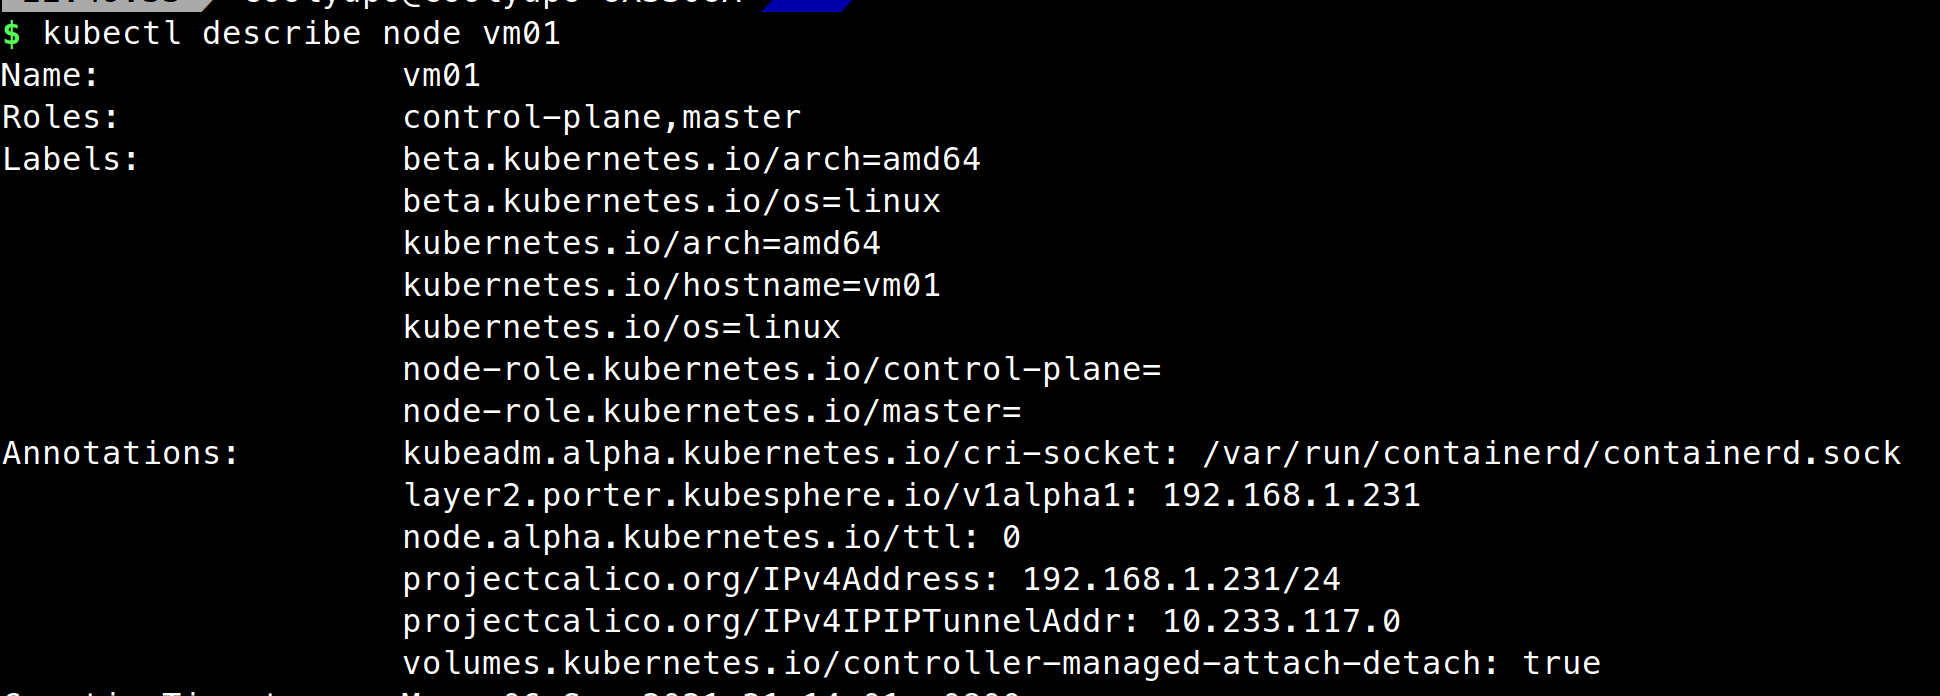 $ kubectl describe node vm01
Name: vm01
Roles: control-plane,master
Labels: beta.kubernetes.io/arch=amd64
beta.kubernetes.io/os=linux
kubernetes.io/arch=amd64
kubernetes.io/hostname=vm01
kubernetes.io/os=linux
node-role.kubernetes.io/control-plane=
node-role.kubernetes.io/master=
Annotations: kubeadm.alpha.kubernetes.io/cri-socket: /var/run/containerd/containerd.sock
layer2.porter.kubesphere.io/v1alpha1: 192.168.1.231
node.alpha.kubernetes.io/ttl: 0
projectcalico.org/IPv4Address: 192.168.1.231/24
projectcalico.org/IPv4IPIPTunnelAddr: 10.233.117.0
volumes.kubernetes.io/controller-managed-attach-detach: true